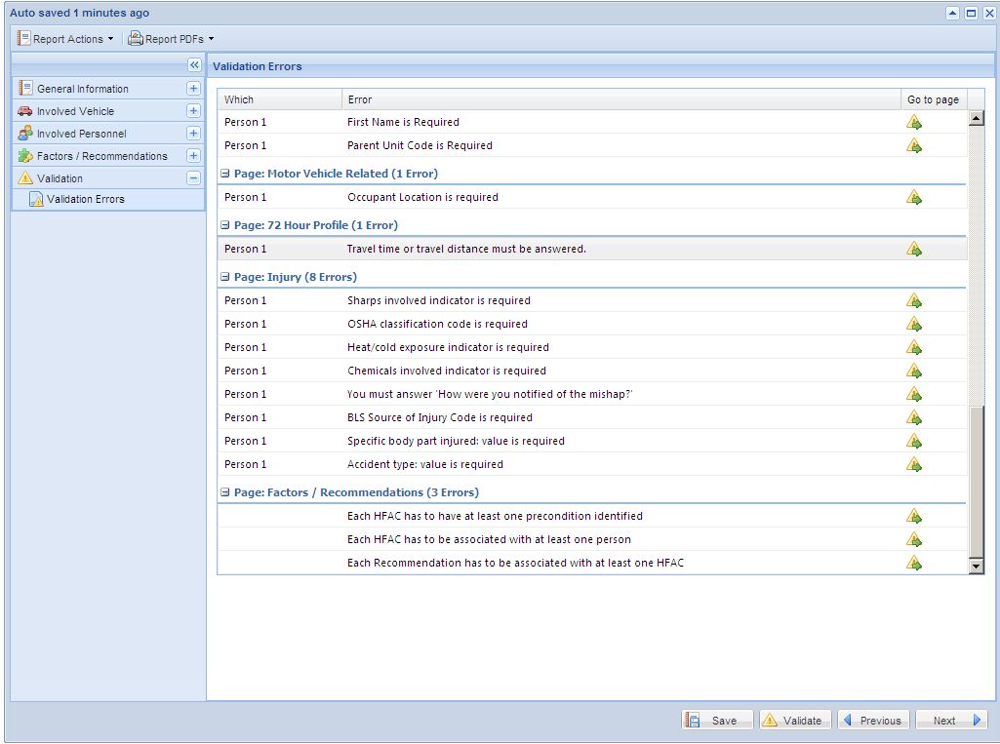 Auto saved 1 minutes ago
Report Actions Report PDFs
Validation Errors
General Information
Involved Vehicle
Involved Personnel
Factors / Recommendations
Validation
Validation Errors
Which Error Go to page
Person 1 First Name is Required
Person 1 Parent Unit Code is Required
Page: Motor Vehicle Related (1 Error)
Person 1 Occupant Location is required
Page: 72 Hour Profile (1 Error)
Person 1 Travel time or travel distance must be answered.
Page: Injury (8 Errors)
Person 1 Sharps involved indicator is required
Person 1 OSHA classification code is required
Person 1 Heat/cold exposure indicator is required
Person 1 Chemicals involved indicator is required
Person 1 You must answer 'How were you notified of the mishap?'
Person 1 BLS Source of Injury Code is required
Person 1 Specific body part injured: value is required
Person 1 Accident type: value is required
Page: Factors / Recommendations (3 Errors)
Each HFAC has to have at least one precondition identified
Each HFAC has to be associated with at least one person
Each Recommendation has to be associated with at least one HFAC
Save Validate Previous Next